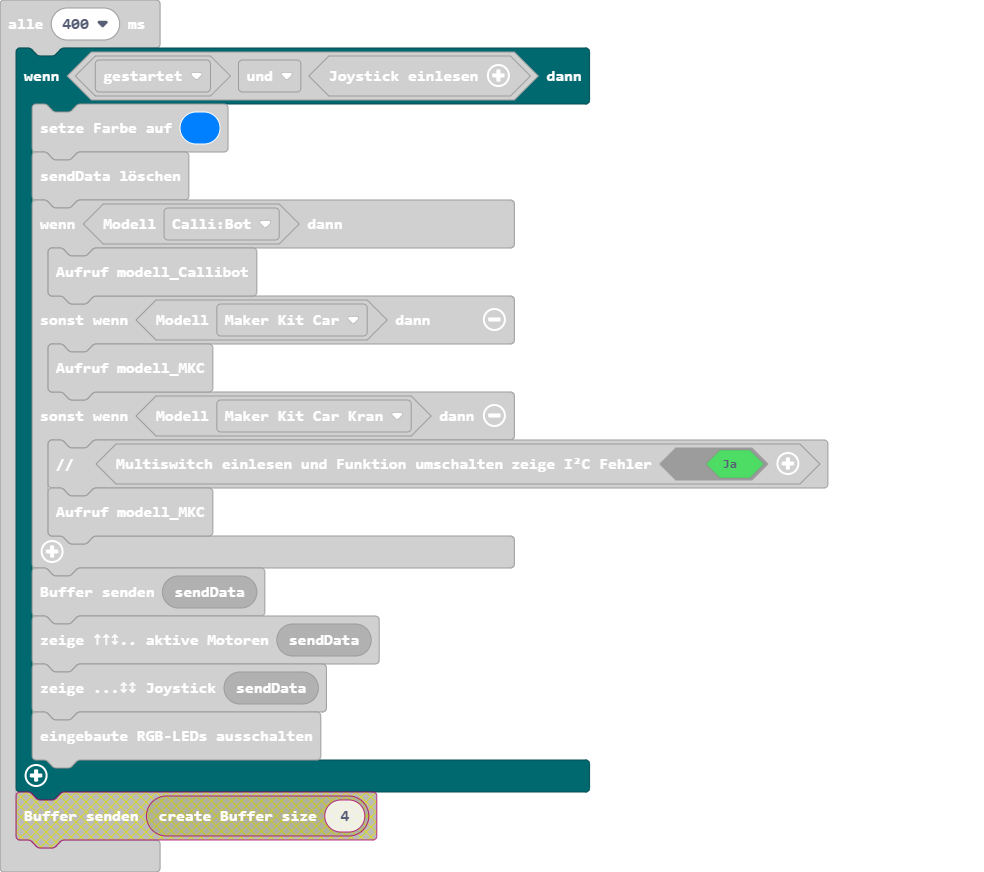 alle 400 ms
wenn gestartet und Joystick einlesen dann
setze Farbe auf
sendData löschen
wenn Modell Calli:Bot dann
Aufruf modell_Callibot
sonst wenn Modell Maker Kit Car dann
Aufruf modell_MKC
sonst wenn Modell Maker Kit Car Kran dann
// Multiswitch einlesen und Funktion umschalten zeige I²C Fehler Ja
Aufruf modell_MKC
Buffer senden sendData
zeige ↑↑↕.. aktive Motoren sendData
zeige ...↕↕ Joystick sendData
eingebaute RGB-LEDs ausschalten
Buffer senden create Buffer size 4